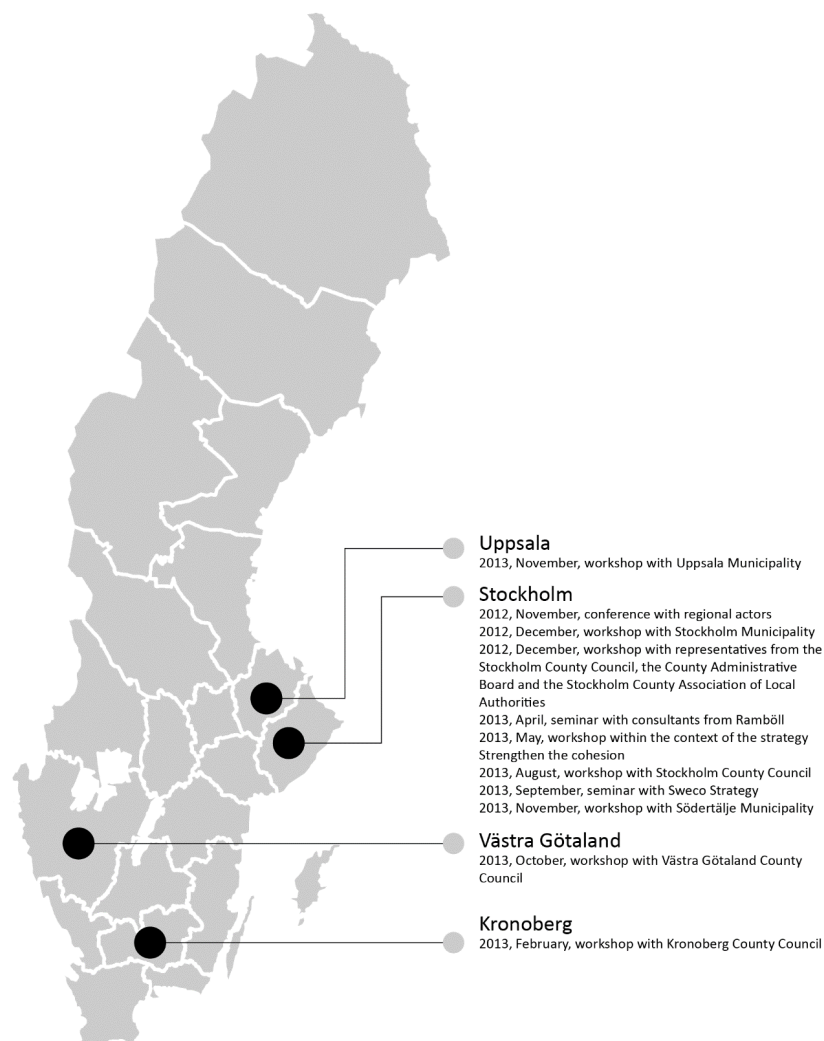 Uppsala
2013, November, workshop with Uppsala Municipality
Stockholm
2012, November, conference with regional actors
2012, December, workshop with Stockholm Municipality
2012, December, workshop with representatives from the
Stockholm County Council, the County Administrative
Board and the Stockholm County Association of Local
Authorities
2013, April, seminar with consultants from Ramböll
2013, May, workshop within the context of the strategy
Strengthen the cohesion
2013, August, workshop with Stockholm County Council
2013, September, seminar with Sweco Strategy
2013, November, workshop with Södertälje Municipality
Västra Götaland
2013, October, workshop with Västra Götaland County
Council
Kronoberg
2013, February, workshop with Kronoberg County Council